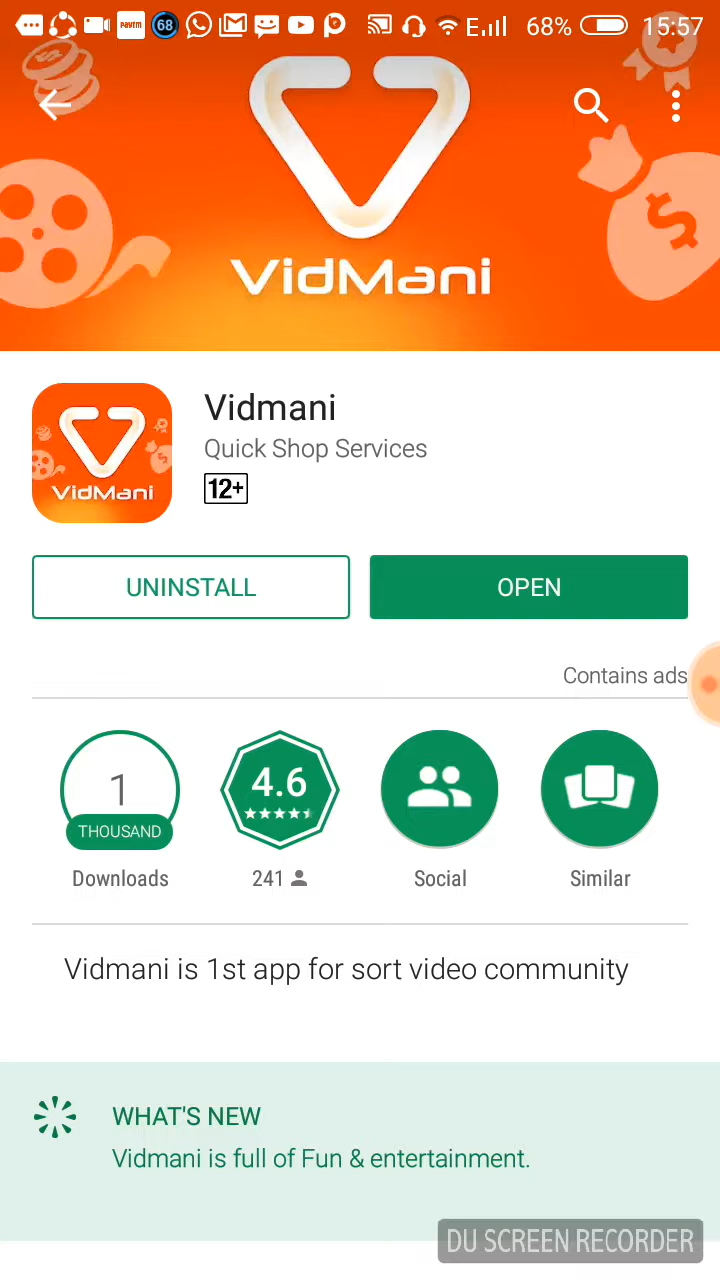 paytm 68 E 68% 15:57
VidMani
Vidmani
Quick Shop Services
VidMani
12+
UNINSTALL
OPEN
Contains ads
1
THOUSAND
4.6
Downloads
241
Social
Similar
Vidmani is 1st app for sort video community
WHAT'S NEW
Vidmani is full of Fun & entertainment.
DU SCREEN RECORDER